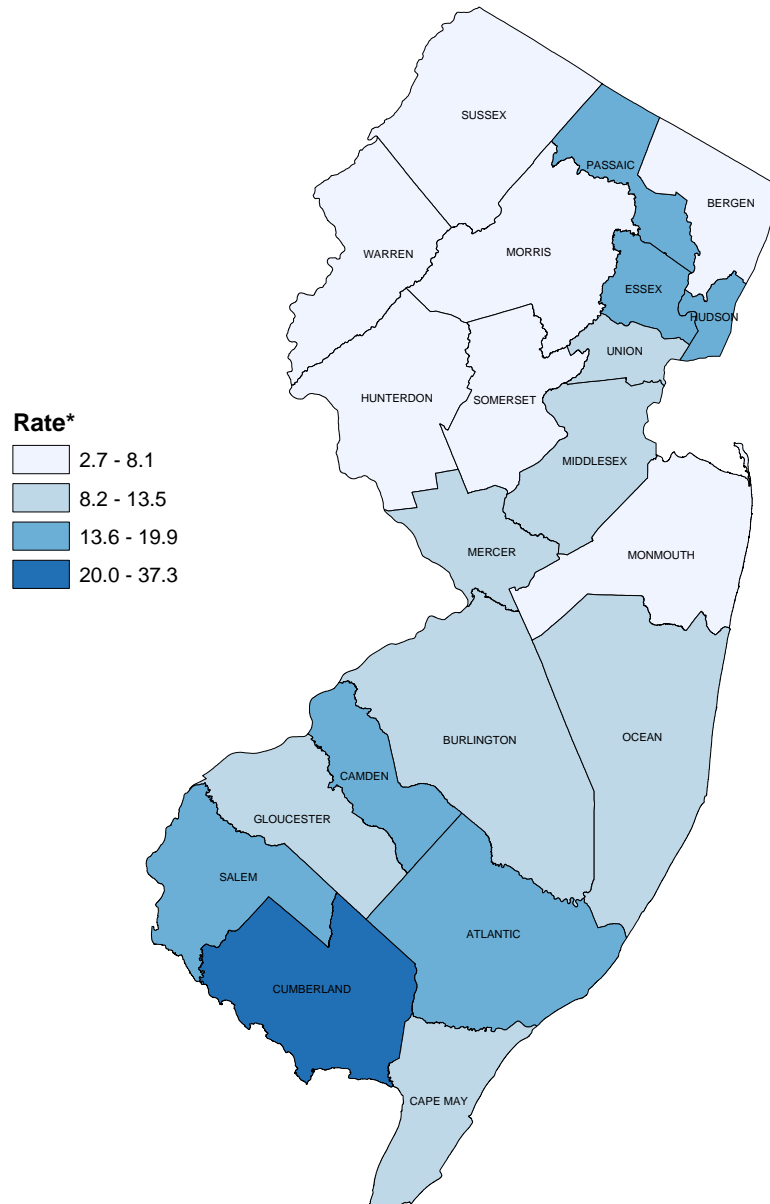 SUSSEX
PASSAIC
BERGEN
WARREN
MORRIS
ESSEX
HUDSON
UNION
HUNTERDON
SOMERSET
Rate*
2.7 - 8.1
8.2 - 13.5
13.6 - 19.9
20.0 - 37.3
MIDDLESEX
MERCER
MONMOUTH
BURLINGTON
OCEAN
CAMDEN
GLOUCESTER
SALEM
ATLANTIC
CUMBERLAND
CAPE MAY